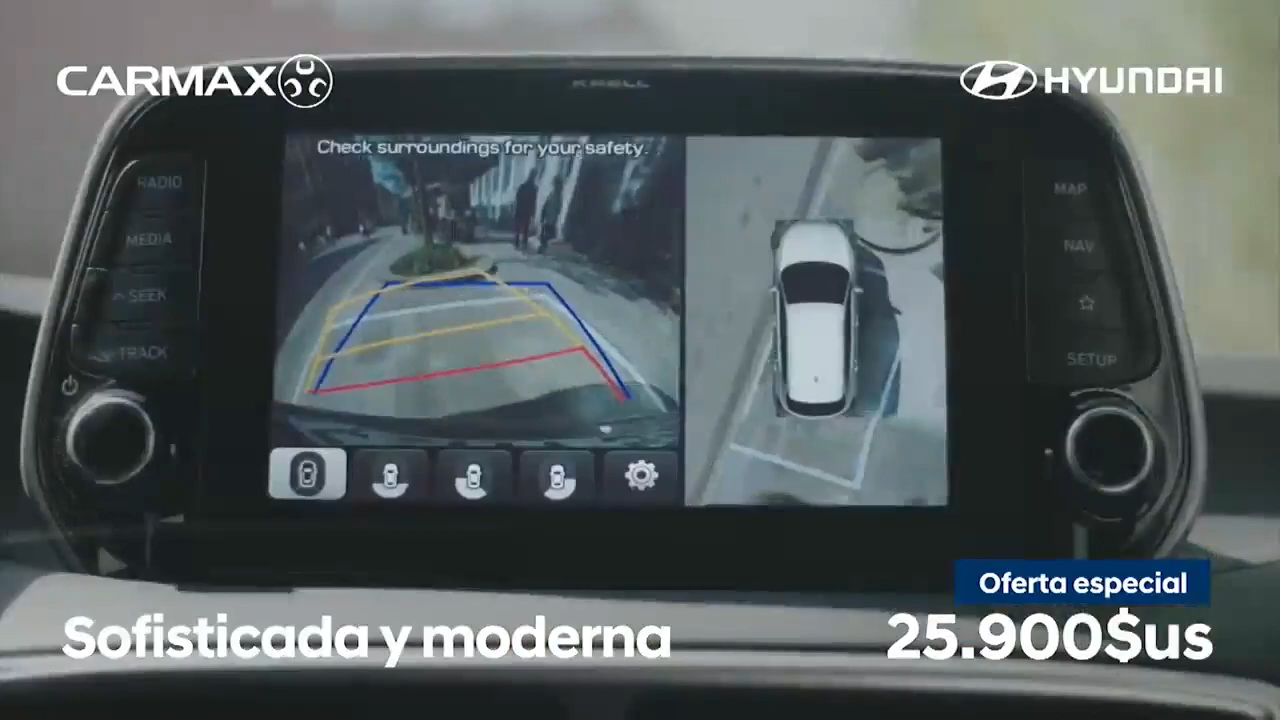 CARMAX
HYUNDAI
KRELL
Check surroundings for your safety.
RADIO
MEDIA
SEEK
TRACK
MAP
NAV
SETUP
Oferta especial
Sofisticada y moderna
25.900$us